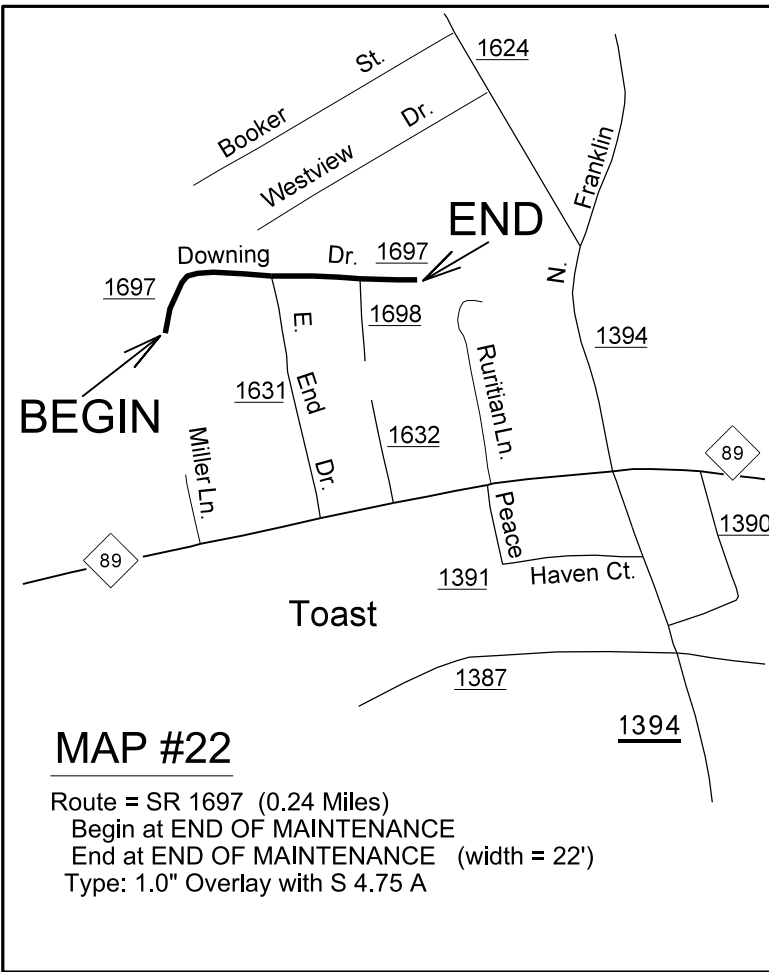 1624
Booker St.
Westview Dr.
Franklin
END
Downing Dr. 1697
1697
N.
1698
E. End Dr.
1394
BEGIN
1631
Ruritian Ln.
Miller Ln.
1632
89
1390
Peace
Haven Ct.
89
1391
Toast
1387
1394
MAP #22
Route = SR 1697 (0.24 Miles)
Begin at END OF MAINTENANCE
End at END OF MAINTENANCE (width = 22')
Type: 1.0" Overlay with S 4.75 A